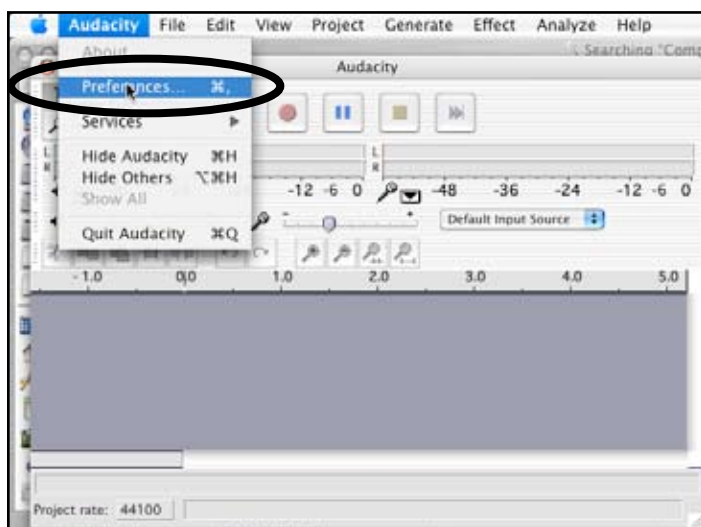 Audacity File Edit View Project Generate Effect Analyze Help
About
Searching "Comp
Audacity
Preferences... ⌘,
Services
L
R
L
R
Hide Audacity ⌘H
Hide Others ⌥⌘H
Show All
-12 -6 0 -48 -36 -24 -12 -6 0
Default Input Source
Quit Audacity ⌘Q
-1.0 0,0 1.0 2.0 3.0 4.0 5.0
Project rate: 44100